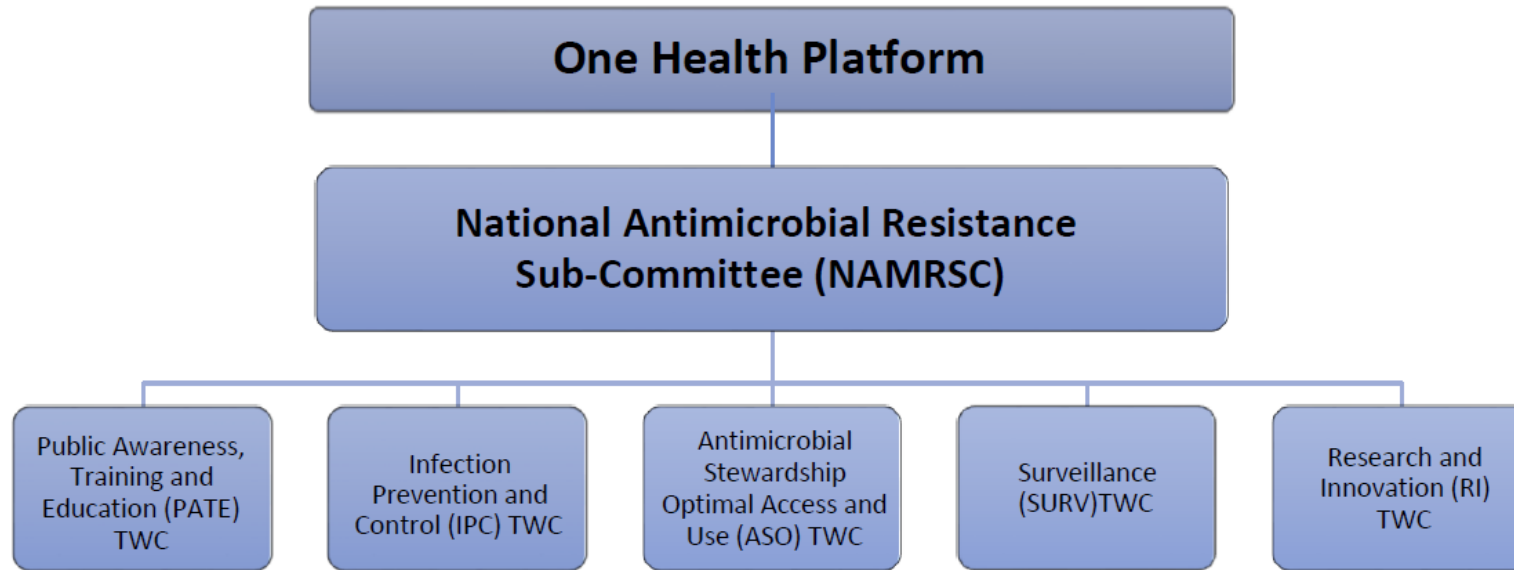 One Health Platform
National Antimicrobial Resistance
Sub-Committee (NAMRSC)
Public Awareness,
Training and
Education (PATE)
TWC
Infection
Prevention and
Control (IPC) TWC
Antimicrobial
Stewardship
Optimal Access and
Use (ASO) TWC
Surveillance
(SURV)TWC
Research and
Innovation (RI)
TWC